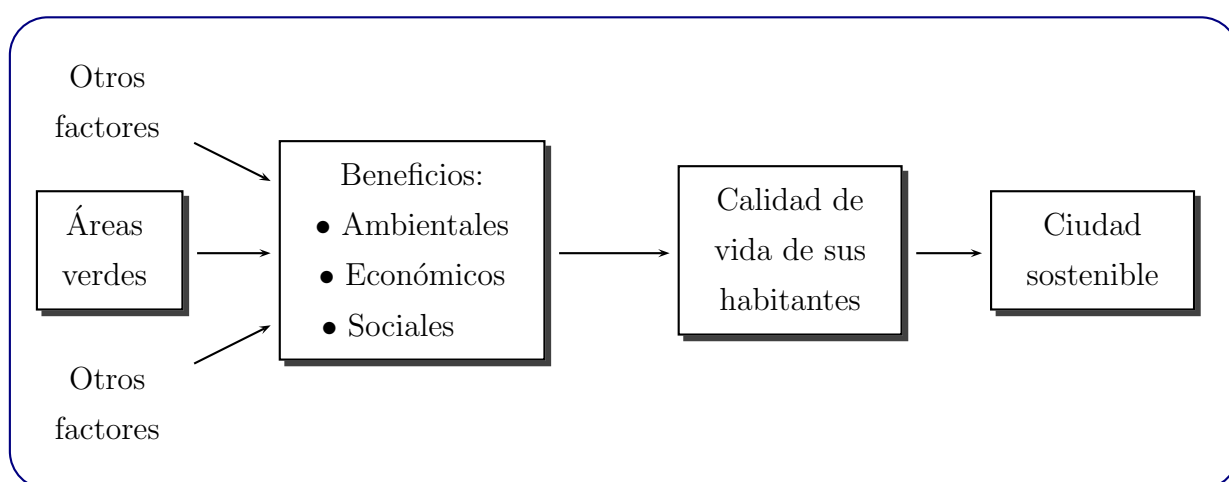 Otros
factores
Áreas
verdes
Otros
factores
Beneficios:
• Ambientales
• Económicos
• Sociales
Calidad de
vida de sus
habitantes
Ciudad
sostenible